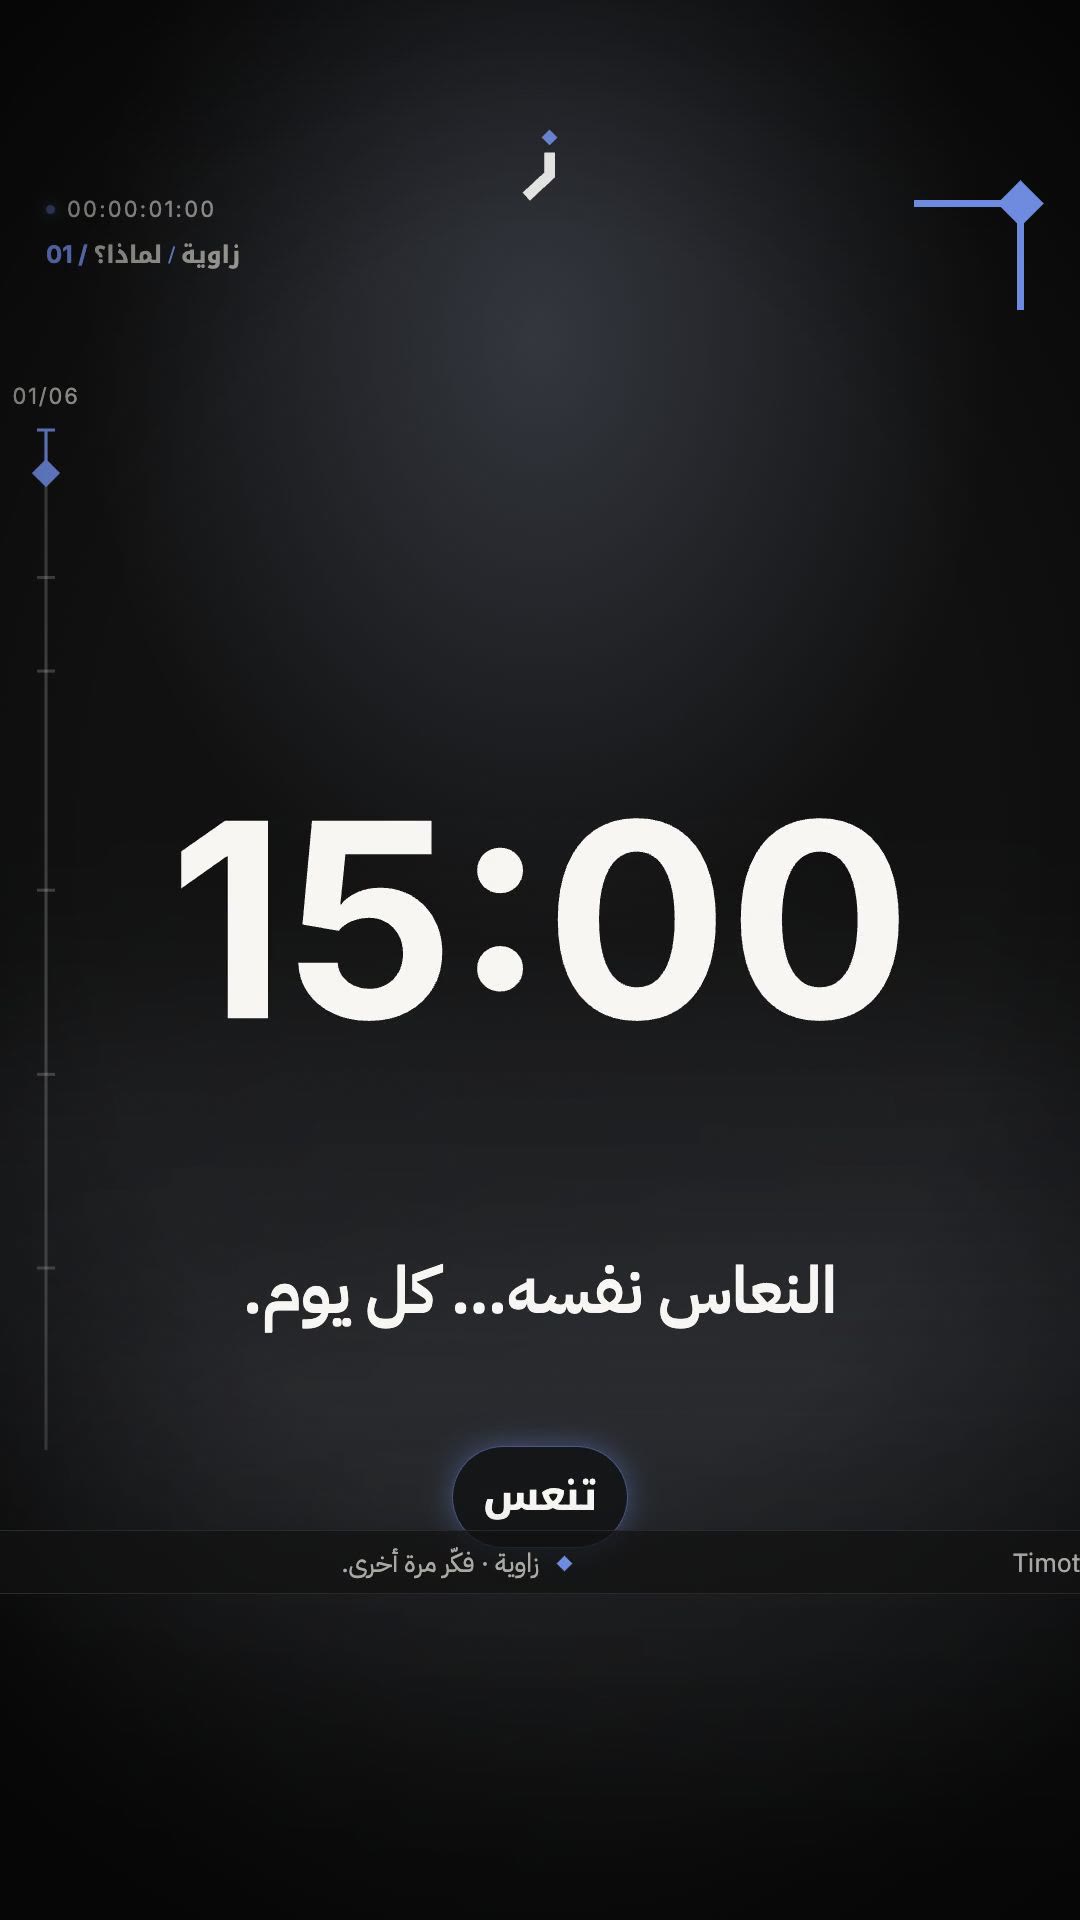 00:00:01:00
زاوية / لماذا؟ / 01
01/06
15:00
النعاس نفسه... كل يوم.
تنعس
زاوية · فكّر مرة أخرى.
Timot